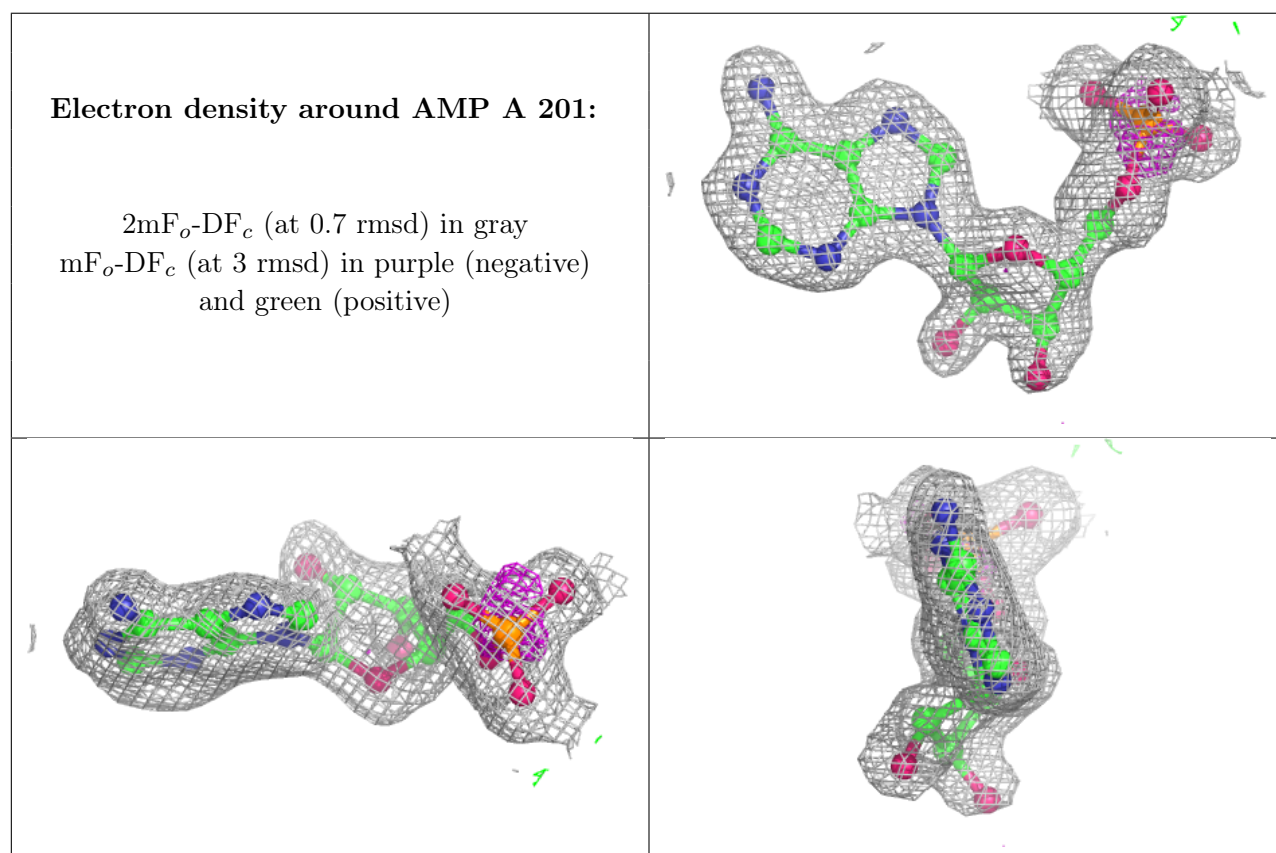 Electron density around AMP A 201:
2mFo-DFc (at 0.7 rmsd) in gray
mFo-DFc (at 3 rmsd) in purple (negative)
and green (positive)